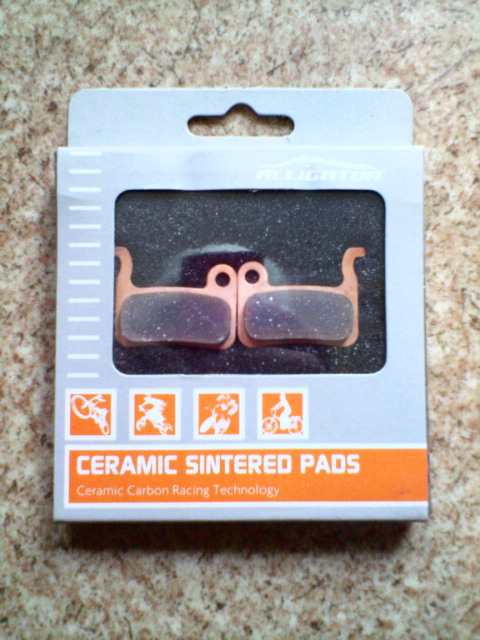 ALLIGATOR
CERAMIC SINTERED PADS
Ceramic Carbon Racing Technology